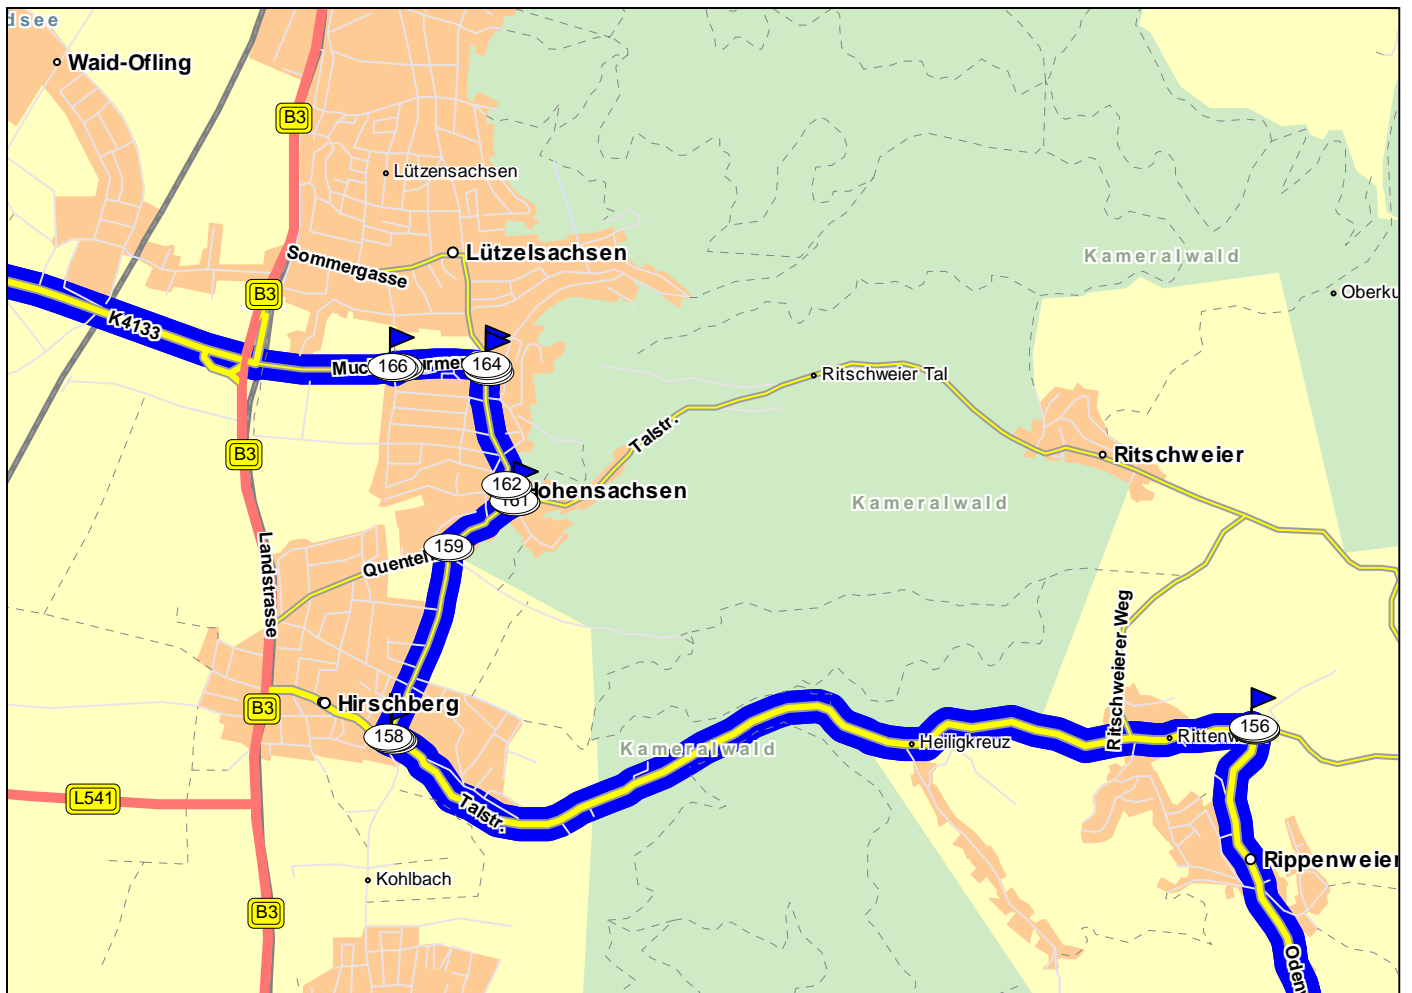 dsee
Waid-Ofling
B3
Lützensachsen
Sommergasse
Lützelsachsen
Kameralwald
B3
Oberku
K4133
166
164
Ritschweier Tal
Talstr.
B3
Ritschweier
162
161
Hohensachsen
Kameralwald
159
Landstrasse
Ritschweierer Weg
B3
Hirschberg
158
Kameralwald
Heiligkreuz
156
L541
Talstr.
Rippenweier
Kohlbach
B3